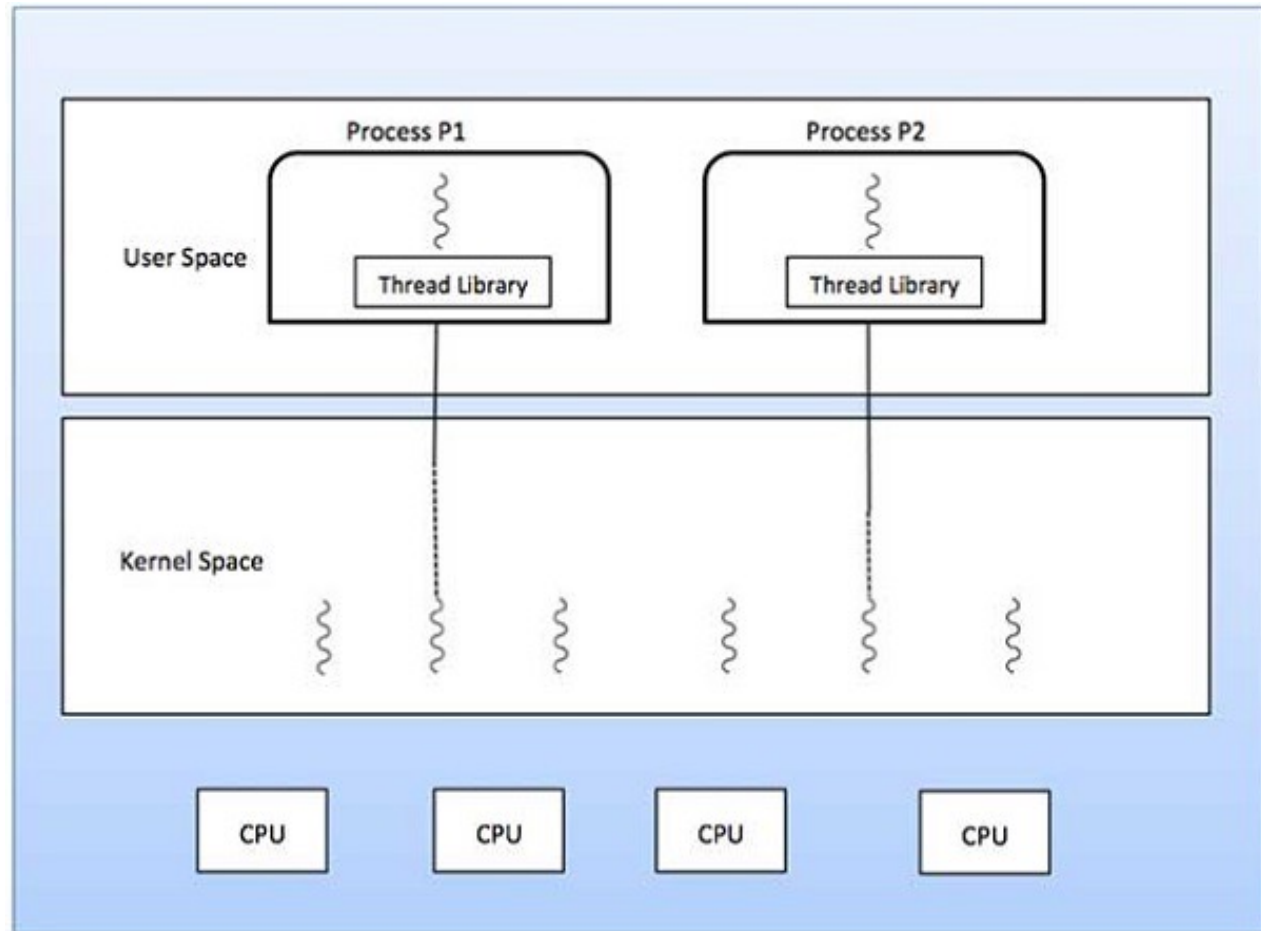 Process P1
Process P2
User Space
Thread Library
Thread Library
Kernel Space
CPU
CPU
CPU
CPU